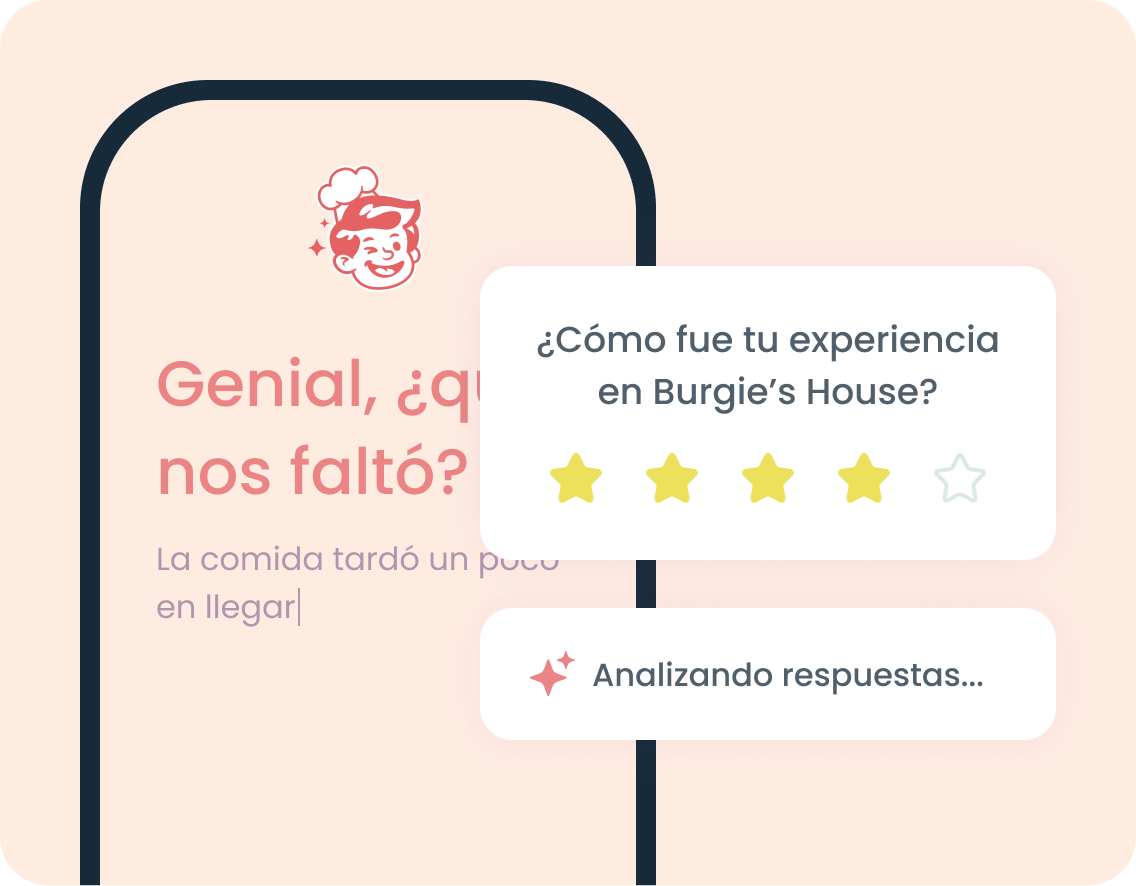 Genial, ¿qu
nos faltó?
La comida tardó un poco
en llegar
¿Cómo fue tu experiencia
en Burgie’s House?
Analizando respuestas...